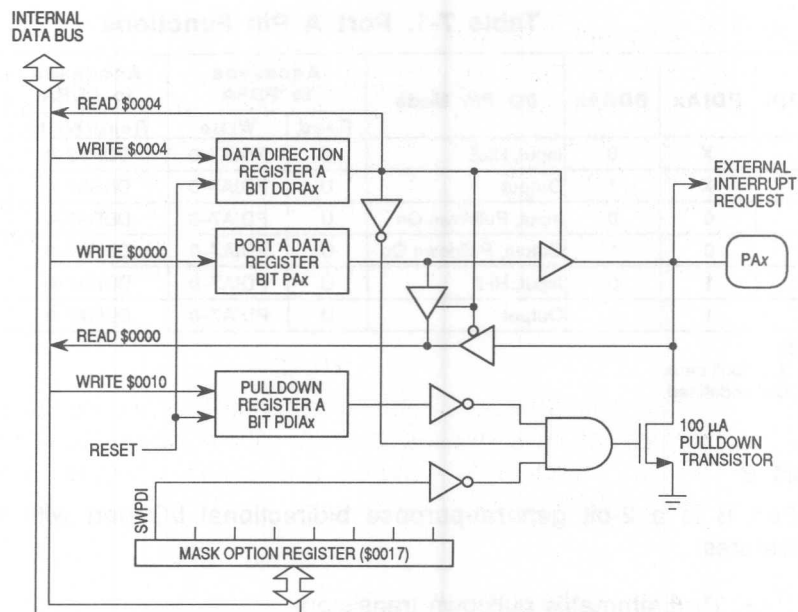 INTERNAL
DATA BUS
READ $0004
WRITE $0004
DATA DIRECTION
REGISTER A
BIT DDRAx
EXTERNAL
INTERRUPT
REQUEST
WRITE $0000
PORT A DATA
REGISTER
BIT PAx
PAx
READ $0000
WRITE $0010
PULLDOWN
REGISTER A
BIT PDIAx
RESET
100 µA
PULLDOWN
TRANSISTOR
SWPDI
MASK OPTION REGISTER ($0017)